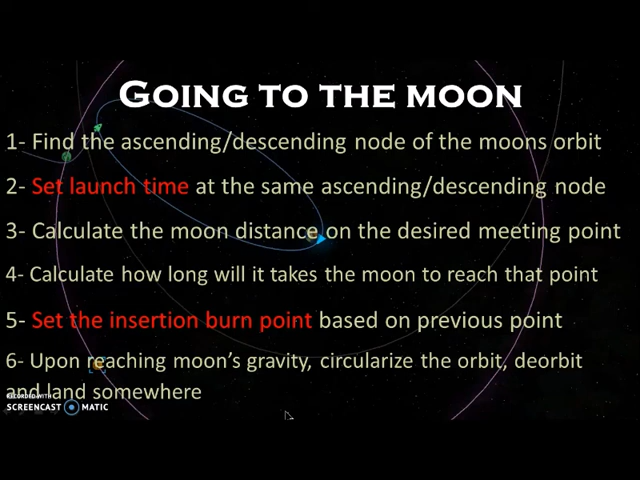 GOING TO THE MOON
1- Find the ascending/descending node of the moons orbit
2- Set launch time at the same ascending/descending node
3- Calculate the moon distance on the desired meeting point
4- Calculate how long will it takes the moon to reach that point
5- Set the insertion burn point based on previous point
6- Upon reaching moon's gravity, circularize the orbit, deorbit
and land somewhere
RECORDED WITH
SCREENCAST MATIC